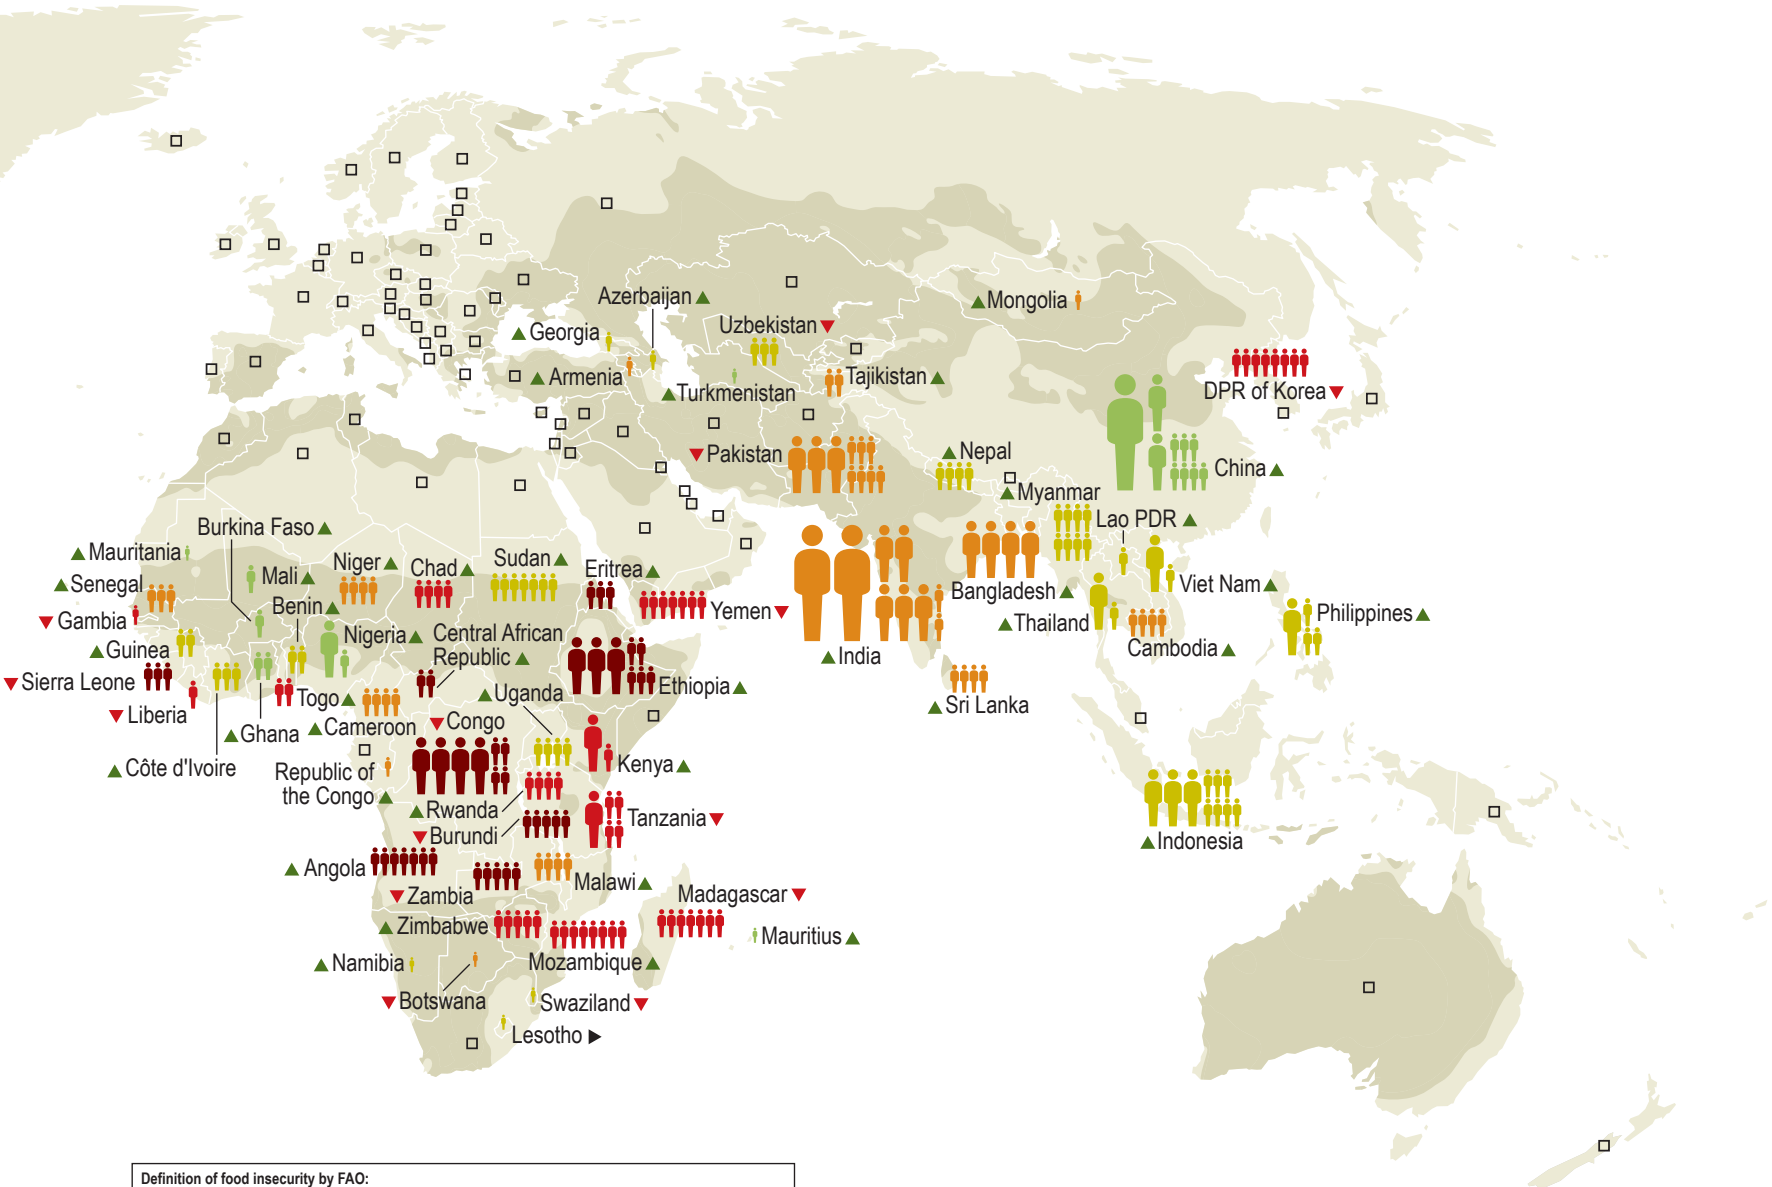 Azerbaijan
Mongolia
Uzbekistan
Georgia
Armenia
Tajikistan
Turkmenistan
DPR of Korea
Pakistan
Nepal
China
Myanmar
Lao PDR
Burkina Faso
Mauritania
Niger
Chad
Sudan
Eritrea
Senegal
Mali
Benin
Bangladesh
Viet Nam
Yemen
Gambia
Thailand
Philippines
Nigeria
Central African
Republic
Guinea
Cambodia
India
Sierra Leone
Togo
Uganda
Ethiopia
Sri Lanka
Liberia
Ghana
Cameroon
Congo
Côte d'Ivoire
Republic of
the Congo
Kenya
Rwanda
Tanzania
Burundi
Indonesia
Angola
Zambia
Malawi
Madagascar
Zimbabwe
Mauritius
Namibia
Mozambique
Botswana
Swaziland
Lesotho
Definition of food insecurity by FAO: